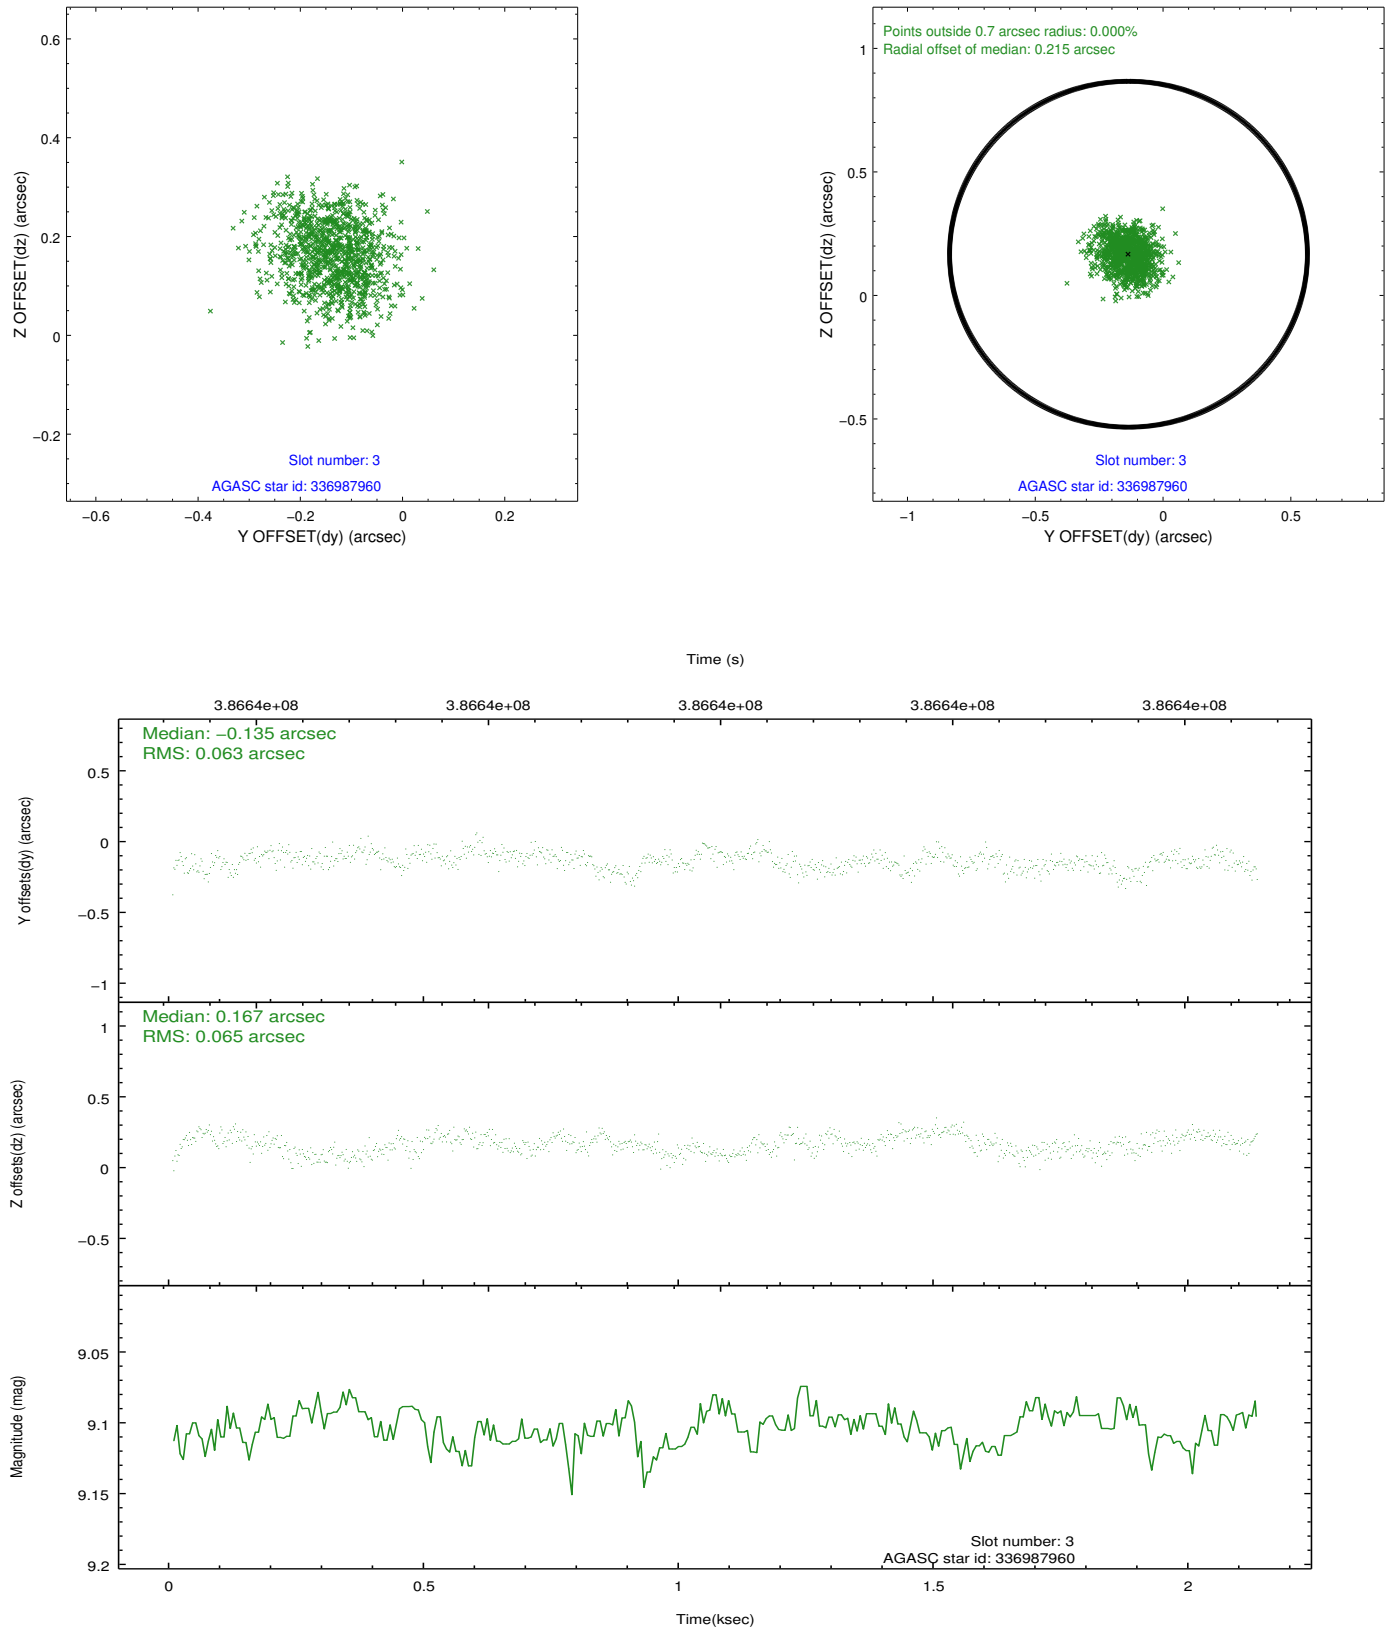 0.6
0.4
0.2
0
−0.2
Z OFFSET(dz) (arcsec)
Slot number: 3
AGASC star id: 336987960
−0.6 −0.4 −0.2 0 0.2
Y OFFSET(dy) (arcsec)
Points outside 0.7 arcsec radius: 0.000%
Radial offset of median: 0.215 arcsec
1
0.5
0
−0.5
Z OFFSET(dz) (arcsec)
Slot number: 3
AGASC star id: 336987960
−1 −0.5 0 0.5
Y OFFSET(dy) (arcsec)
Time (s)
3.8664e+08 3.8664e+08 3.8664e+08 3.8664e+08 3.8664e+08
Median: −0.135 arcsec
RMS: 0.063 arcsec
0.5
0
−0.5
−1
Y offsets(dy) (arcsec)
Median: 0.167 arcsec
RMS: 0.065 arcsec
1
0.5
0
−0.5
Z offsets(dz) (arcsec)
9.05
9.1
9.15
9.2
Magnitude (mag)
Slot number: 3
AGASC star id: 336987960
0 0.5 1 1.5 2
Time(ksec)